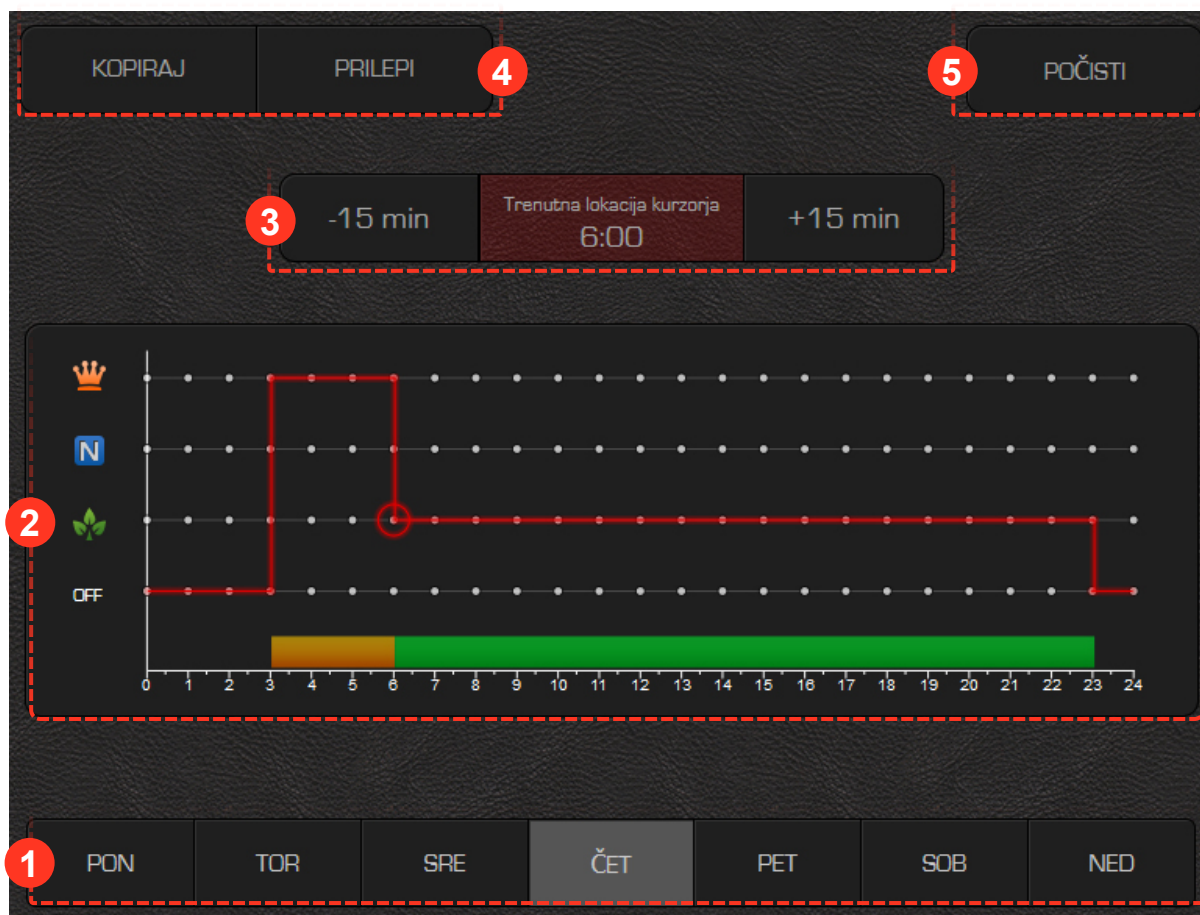 KOPIRAJ PRILEPI 4 5 POČISTI
3 -15 min Trenutna lokacija kurzorja +15 min
6:00
N
2
OFF
0 1 2 3 4 5 6 7 8 9 10 11 12 13 14 15 16 17 18 19 20 21 22 23 24
1 PON TOR SRE ČET PET SOB NED